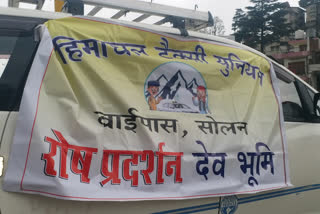 हिमाचल टैक्सी यूनियन
बाईपास, सोलन
रोष प्रदर्शन देव भूमि